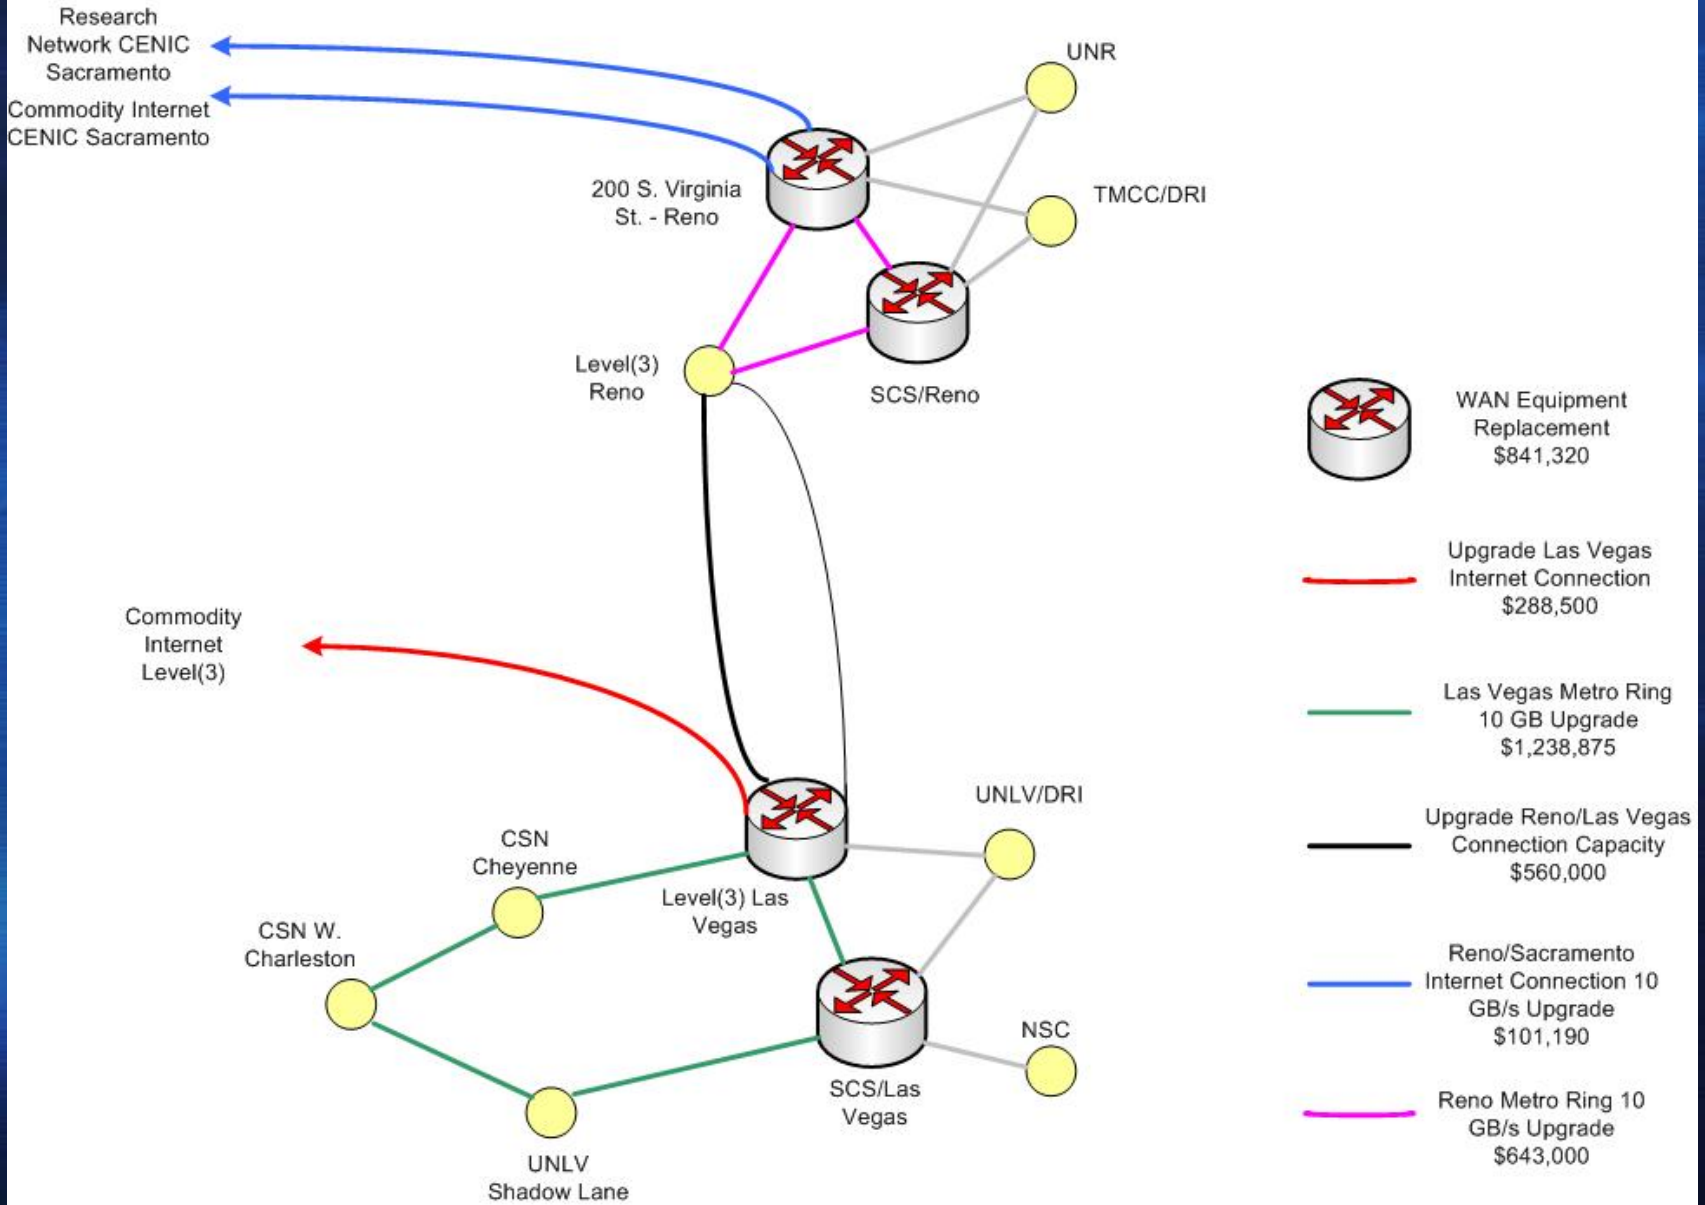 Research
Network CENIC
Sacramento
Commodity Internet
CENIC Sacramento
UNR
200 S. Virginia
St. - Reno
TMCC/DRI
Level(3)
Reno
SCS/Reno
Commodity
Internet
Level(3)
UNLV/DRI
CSN
Cheyenne
Level(3) Las
Vegas
CSN W.
Charleston
NSC
SCS/Las
Vegas
UNLV
Shadow Lane
WAN Equipment
Replacement
$841,320
Upgrade Las Vegas
Internet Connection
$288,500
Las Vegas Metro Ring
10 GB Upgrade
$1,238,875
Upgrade Reno/Las Vegas
Connection Capacity
$560,000
Reno/Sacramento
Internet Connection 10
GB/s Upgrade
$101,190
Reno Metro Ring 10
GB/s Upgrade
$643,000